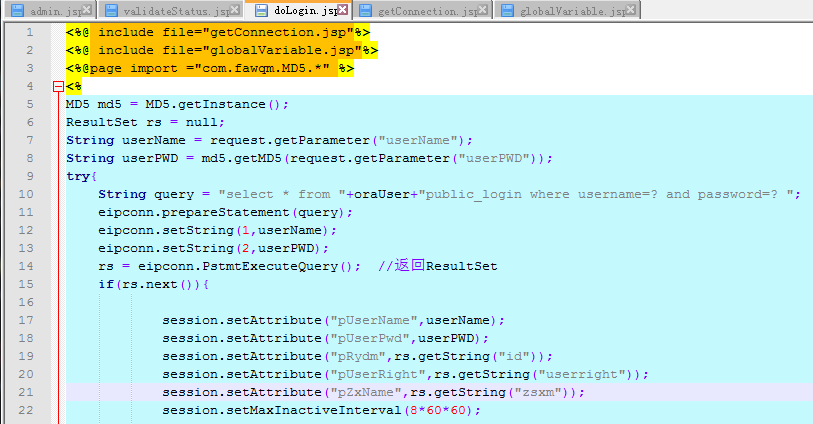 admin.jsp validateStatus.jsp doLogin.jsp getConnection.jsp globalVariable.jsp
1 <%@ include file="getConnection.jsp"%>
2 <%@ include file="globalVariable.jsp"%>
3 <%@page import ="com.fawqm.MD5.*" %>
4 <%
5 MD5 md5 = MD5.getInstance();
6 ResultSet rs = null;
7 String userName = request.getParameter("userName");
8 String userPWD = md5.getMD5(request.getParameter("userPWD"));
9 try{
10 String query = "select * from "+oraUser+"public_login where username=? and password=? ";
11 eipconn.prepareStatement(query);
12 eipconn.setString(1,userName);
13 eipconn.setString(2,userPWD);
14 rs = eipconn.PstmtExecuteQuery(); //返回ResultSet
15 if(rs.next()){
16
17 session.setAttribute("pUserName",userName);
18 session.setAttribute("pUserPwd",userPWD);
19 session.setAttribute("pRydm",rs.getString("id"));
20 session.setAttribute("pUserRight",rs.getString("userright"));
21 session.setAttribute("pZxName",rs.getString("zsxm"));
22 session.setMaxInactiveInterval(8*60*60);